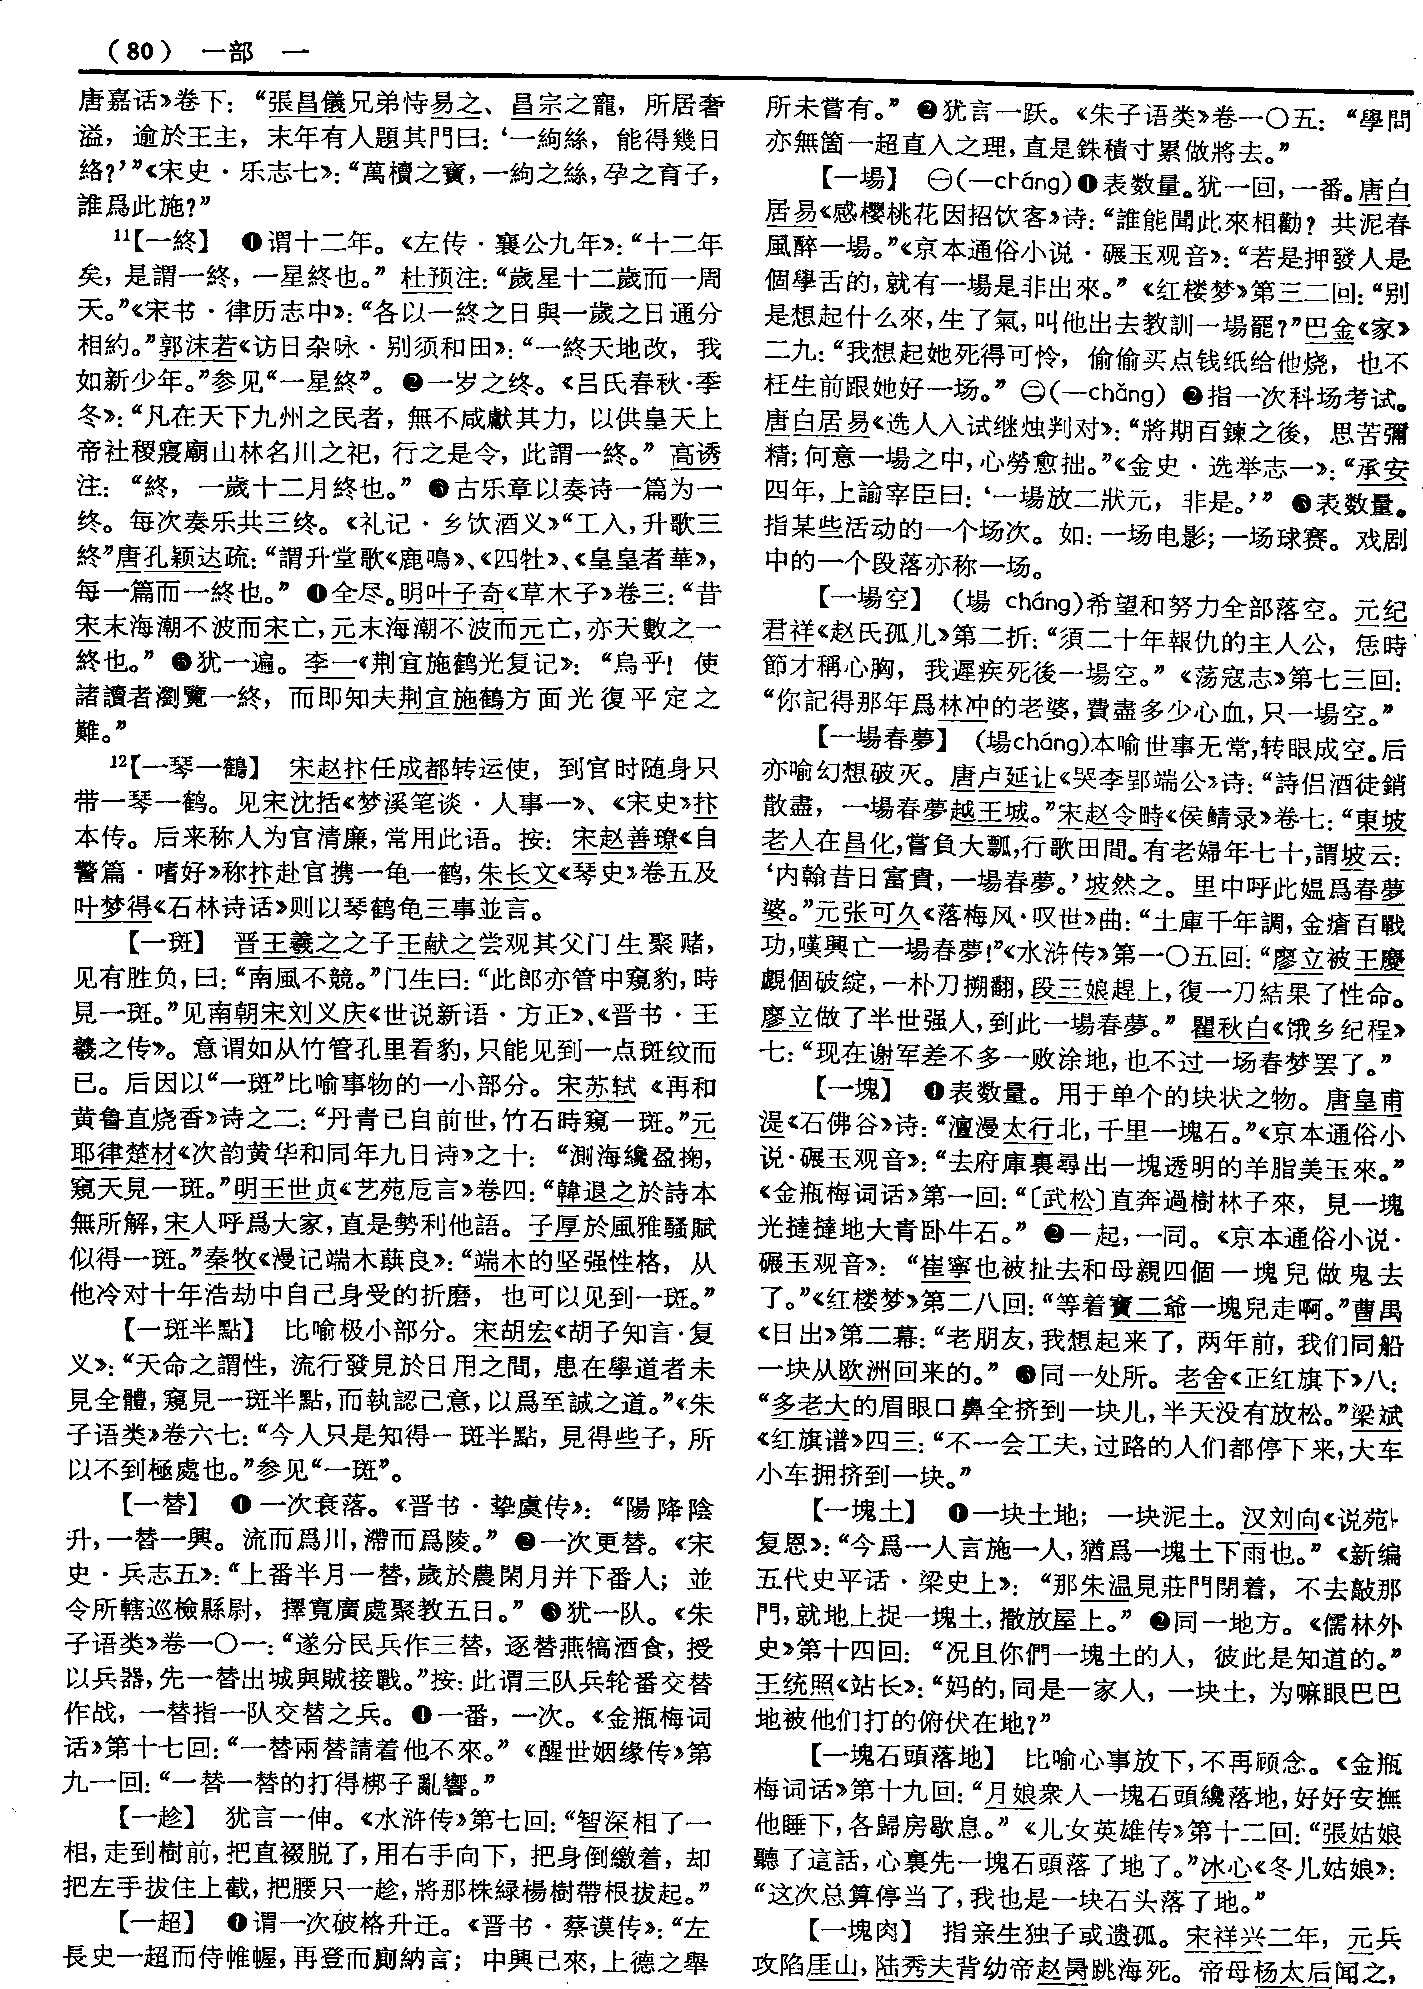 （80） 一部 一
唐嘉话》卷下：“張昌儀兄弟恃易之、昌宗之寵，所居奢
溢，逾於王主，末年有人題其門曰：‘一絢絲，能得幾日
絡？’”《宋史·乐志七》：“萬櫝之寶，一絇之絲，孕之育子，
誰爲此施？”
11【一終】 ❶谓十二年。《左传·襄公九年》：“十二年
矣，是謂一終，一星終也。” 杜预注：“歲星十二歲而一周
天。”《宋书·律历志中》：“各以一終之日與一歲之日通分
相約。”郭沫若《访日杂咏·别须和田》：“一終天地改，我
如新少年。”参见“一星終”。❷一岁之终。《吕氏春秋·季
冬》：“凡在天下九州之民者，無不咸獻其力，以供皇天上
帝社稷寢廟山林名川之祀，行之是令，此謂一終。” 高诱
注：“終，一歲十二月終也。” ❸古乐章以奏诗一篇为一
终。每次奏乐共三终。《礼记·乡饮酒义》“工入，升歌三
終”唐孔颖达疏：“謂升堂歌《鹿鳴》、《四牡》、《皇皇者華》，
每一篇而一終也。” ❹全尽。明叶子奇《草木子》卷三：“昔
宋末海潮不波而宋亡，元末海潮不波而元亡，亦天數之一
終也。” ❺犹一遍。李一《荆宜施鹤光复记》：“烏乎！使
諸讀者瀏覽一終，而即知夫荆宜施鶴方面光復平定之
難。”
12【一琴一鶴】 宋赵抃任成都转运使，到官时随身只
带一琴一鹤。见宋沈括《梦溪笔谈·人事一》、《宋史》抃
本传。后来称人为官清廉，常用此语。按：宋赵善璙《自
警篇·嗜好》称抃赴官携一龟一鹤，朱长文《琴史》卷五及
叶梦得《石林诗话》则以琴鹤龟三事並言。
【一斑】 晋王羲之之子王献之尝观其父门生聚赌，
见有胜负，曰：“南風不競。”门生曰：“此郎亦管中窺豹，時
見一斑。”见南朝宋刘义庆《世说新语·方正》、《晋书·王
羲之传》。意谓如从竹管孔里看豹，只能见到一点斑纹而
已。后因以“一斑”比喻事物的一小部分。宋苏轼《再和
黄鲁直烧香》诗之二：“丹青已自前世，竹石時窺一斑。”元
耶律楚材《次韵黄华和同年九日诗》之十：“測海纔盈掬，
窺天見一斑。”明王世贞《艺苑卮言》卷四：“韓退之於詩本
無所解，宋人呼爲大家，直是勢利他語。子厚於風雅騷賦
似得一斑。”秦牧《漫记端木蕻良》：“端木的坚强性格，从
他冷对十年浩劫中自己身受的折磨，也可以见到一斑。”
【一斑半點】 比喻极小部分。宋胡宏《胡子知言·复
义》：“天命之謂性，流行發見於日用之間，患在學道者未
見全體，窺見一斑半點，而執認己意，以爲至誠之道。”《朱
子语类》卷六七：“今人只是知得一斑半點，見得些子，所
以不到極處也。”参见“一斑”。
【一替】 ❶一次衰落。《晋书·摯虞传》：“陽降陰
升，一替一興。流而爲川，滯而爲陵。” ❷一次更替。《宋
史·兵志五》：“上番半月一替，歲於農閑月并下番人；並
令所轄巡檢縣尉，擇寬廣處聚教五日。” ❸犹一队。《朱
子语类》卷一〇一：“遂分民兵作三替，逐替燕犒酒食，授
以兵器，先一替出城與賊接戰。”按：此谓三队兵轮番交替
作战，一替指一队交替之兵。❹一番，一次。《金瓶梅词
话》第十七回：“一替兩替請着他不來。”《醒世姻缘传》第
九一回：“一替一替的打得梆子亂響。”
【一趁】 犹言一伸。《水浒传》第七回：“智深相了一
相，走到樹前，把直裰脱了，用右手向下，把身倒繳着，却
把左手拔住上截，把腰只一趁，將那株緑楊樹帶根拔起。”
【一超】 ❶谓一次破格升迁。《晋书·蔡谟传》：“左
長史一超而侍帷幄，再登而廁納言；中興已來，上德之舉
所未嘗有。” ❷犹言一跃。《朱子语类》卷一〇五：“學問
亦無箇一超直入之理，直是銖積寸累做將去。”
【一場】 ㊀（—cháng）❶表数量。犹一回，一番。唐白
居易《感樱桃花因招饮客》诗：“誰能聞此來相勸？共泥春
風醉一場。”《京本通俗小说·碾玉观音》：“若是押發人是
個學舌的，就有一場是非出來。”《红楼梦》第三二回：“别
是想起什么來，生了氣，叫他出去教訓一場罷？”巴金《家》
二九：“我想起她死得可怜，偷偷买点钱纸给他烧，也不
枉生前跟她好一场。” ㊁（—chǎng） ❷指一次科场考试。
唐白居易《选人入试继烛判对》：“將期百鍊之後，思苦彌
精；何意一場之中，心勞愈拙。”《金史·选举志一》：“承安
四年，上諭宰臣曰：‘一場放二狀元，非是。’” ❸表数量。
指某些活动的一个场次。如：一场电影；一场球赛。戏剧
中的一个段落亦称一场。
【一場空】 （場 cháng）希望和努力全部落空。元纪
君祥《赵氏孤儿》第二折：“須二十年報仇的主人公，恁時
節才稱心胸，我遲疾死後一場空。”《荡寇志》第七三回：
“你記得那年爲林冲的老婆，費盡多少心血，只一場空。”
【一場春夢】 （場cháng）本喻世事无常，转眼成空。后
亦喻幻想破灭。唐卢延让《哭李郢端公》诗：“詩侣酒徒銷
散盡，一場春夢越王城。”宋赵令畤《侯鲭录》卷七：“東坡
老人在昌化，嘗負大瓢，行歌田間。有老婦年七十，謂坡云：
‘内翰昔日富貴，一場春夢。’坡然之。里中呼此媪爲春夢
婆。”元张可久《落梅风·叹世》曲：“土庫千年調，金瘡百戰
功，嘆興亡一場春夢！”《水浒传》第一〇五回：“廖立被王慶
覷個破綻，一朴刀搠翻，段三娘趕上，復一刀結果了性命。
廖立做了半世强人，到此一場春夢。” 瞿秋白《饿乡纪程》
七：“现在谢军差不多一败涂地，也不过一场春梦罢了。”
【一塊】 ❶表数量。用于单个的块状之物。唐皇甫
湜《石佛谷》诗：“澶漫太行北，千里一塊石。”《京本通俗小
说·碾玉观音》：“去府庫裏尋出一塊透明的羊脂美玉來。”
《金瓶梅词话》第一回：“〔武松〕直奔過樹林子來，見一塊
光撻撻地大青卧牛石。” ❷一起，一同。《京本通俗小说·
碾玉观音》：“崔寧也被扯去和母親四個一塊兒做鬼去
了。”《红楼梦》第二八回：“等着寶二爺一塊兒走啊。”曹禺
《日出》第二幕：“老朋友，我想起来了，两年前，我们同船
一块从欧洲回来的。” ❸同一处所。老舍《正红旗下》八：
“多老大的眉眼口鼻全挤到一块儿，半天没有放松。”梁斌
《红旗谱》四三：“不一会工夫，过路的人们都停下来，大车
小车拥挤到一块。”
【一塊土】 ❶一块土地；一块泥土。汉刘向《说苑·
复恩》：“今爲一人言施一人，猶爲一塊土下雨也。”《新编
五代史平话·梁史上》：“那朱温見莊門閉着，不去敲那
門，就地上捉一塊土，撒放屋上。” ❷同一地方。《儒林外
史》第十四回：“况且你們一塊土的人，彼此是知道的。”
王统照《站长》：“妈的，同是一家人，一块土，为嘛眼巴巴
地被他们打的俯伏在地？”
【一塊石頭落地】 比喻心事放下，不再顾念。《金瓶
梅词话》第十九回：“月娘衆人一塊石頭纔落地，好好安撫
他睡下，各歸房歇息。”《儿女英雄传》第十二回：“張姑娘
聽了這話，心裏先一塊石頭落了地了。”冰心《冬儿姑娘》：
“这次总算停当了，我也是一块石头落了地。”
【一塊肉】 指亲生独子或遗孤。宋祥兴二年，元兵
攻陷厓山，陆秀夫背幼帝赵昺跳海死。帝母杨太后闻之，